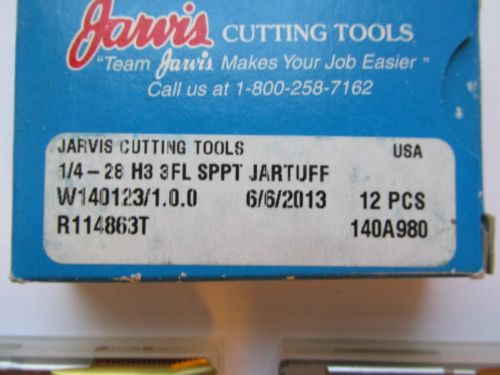 Jarvis CUTTING TOOLS
"Team Jarvis Makes Your Job Easier"
Call us at 1-800-258-7162
JARVIS CUTTING TOOLS USA
1/4-28 H3 3FL SPPT JARTUFF
W140123/1.0.0 6/6/2013 12 PCS
R114863T 140A980